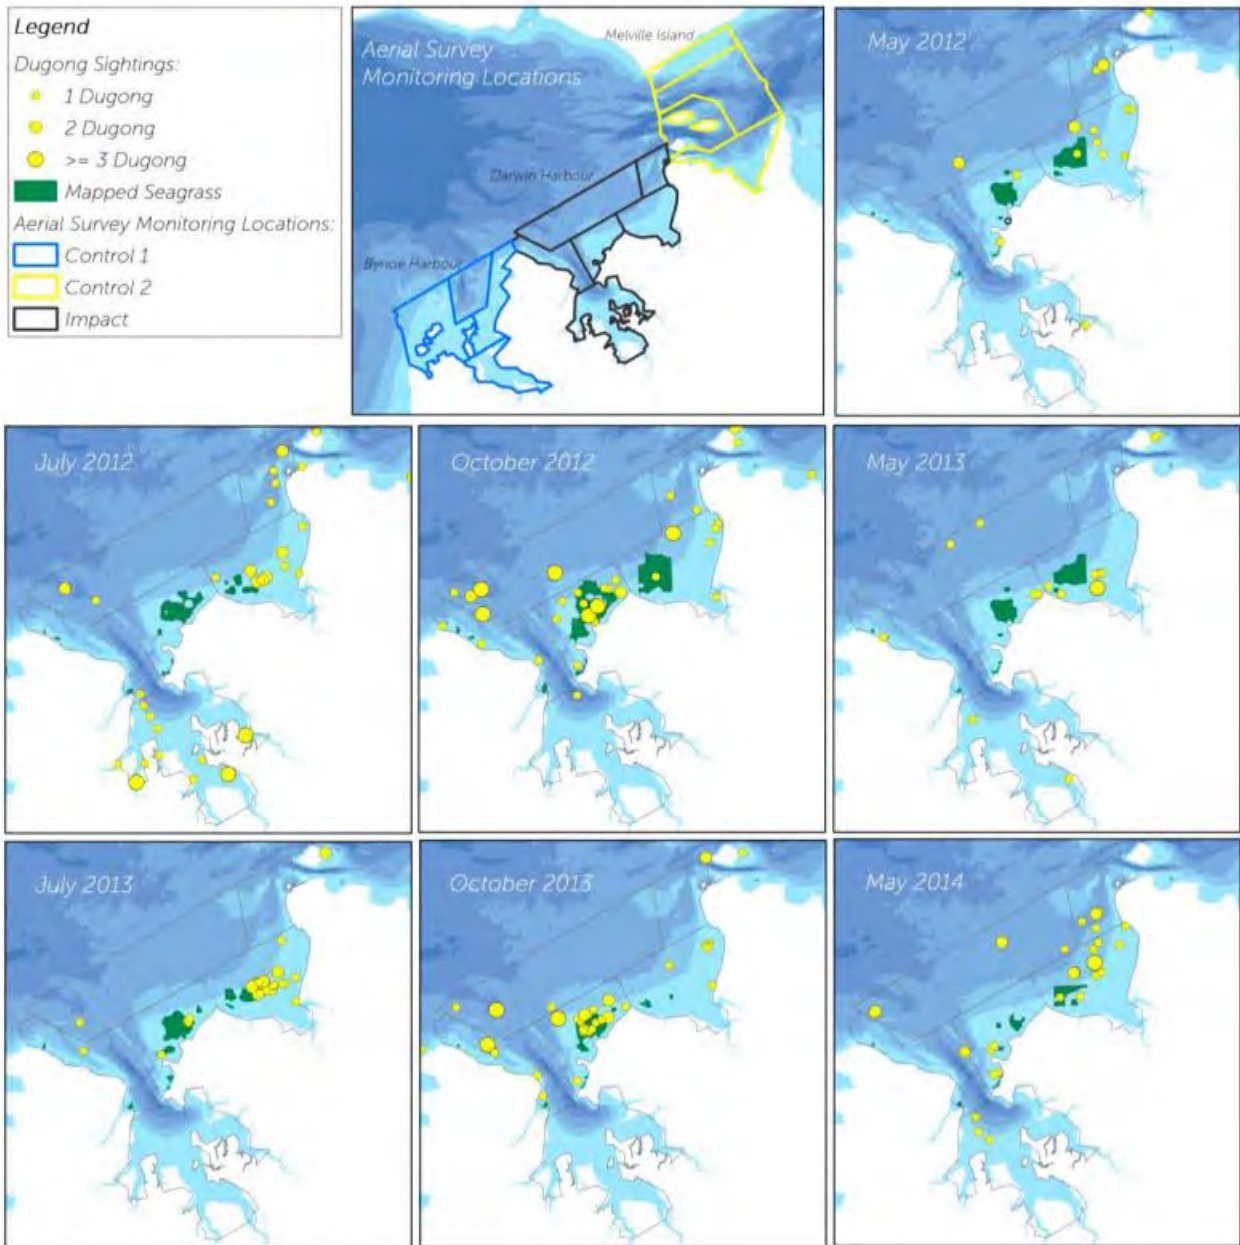 Legend
Dugong Sightings:
1 Dugong
2 Dugong
>= 3 Dugong
Mapped Seagrass
Aerial Survey Monitoring Locations:
Control 1
Control 2
Impact
Aerial Survey
Monitoring Locations
Melville Island
Darwin Harbour
Bynoe Harbour
May 2012
July 2012
October 2012
May 2013
July 2013
October 2013
May 2014